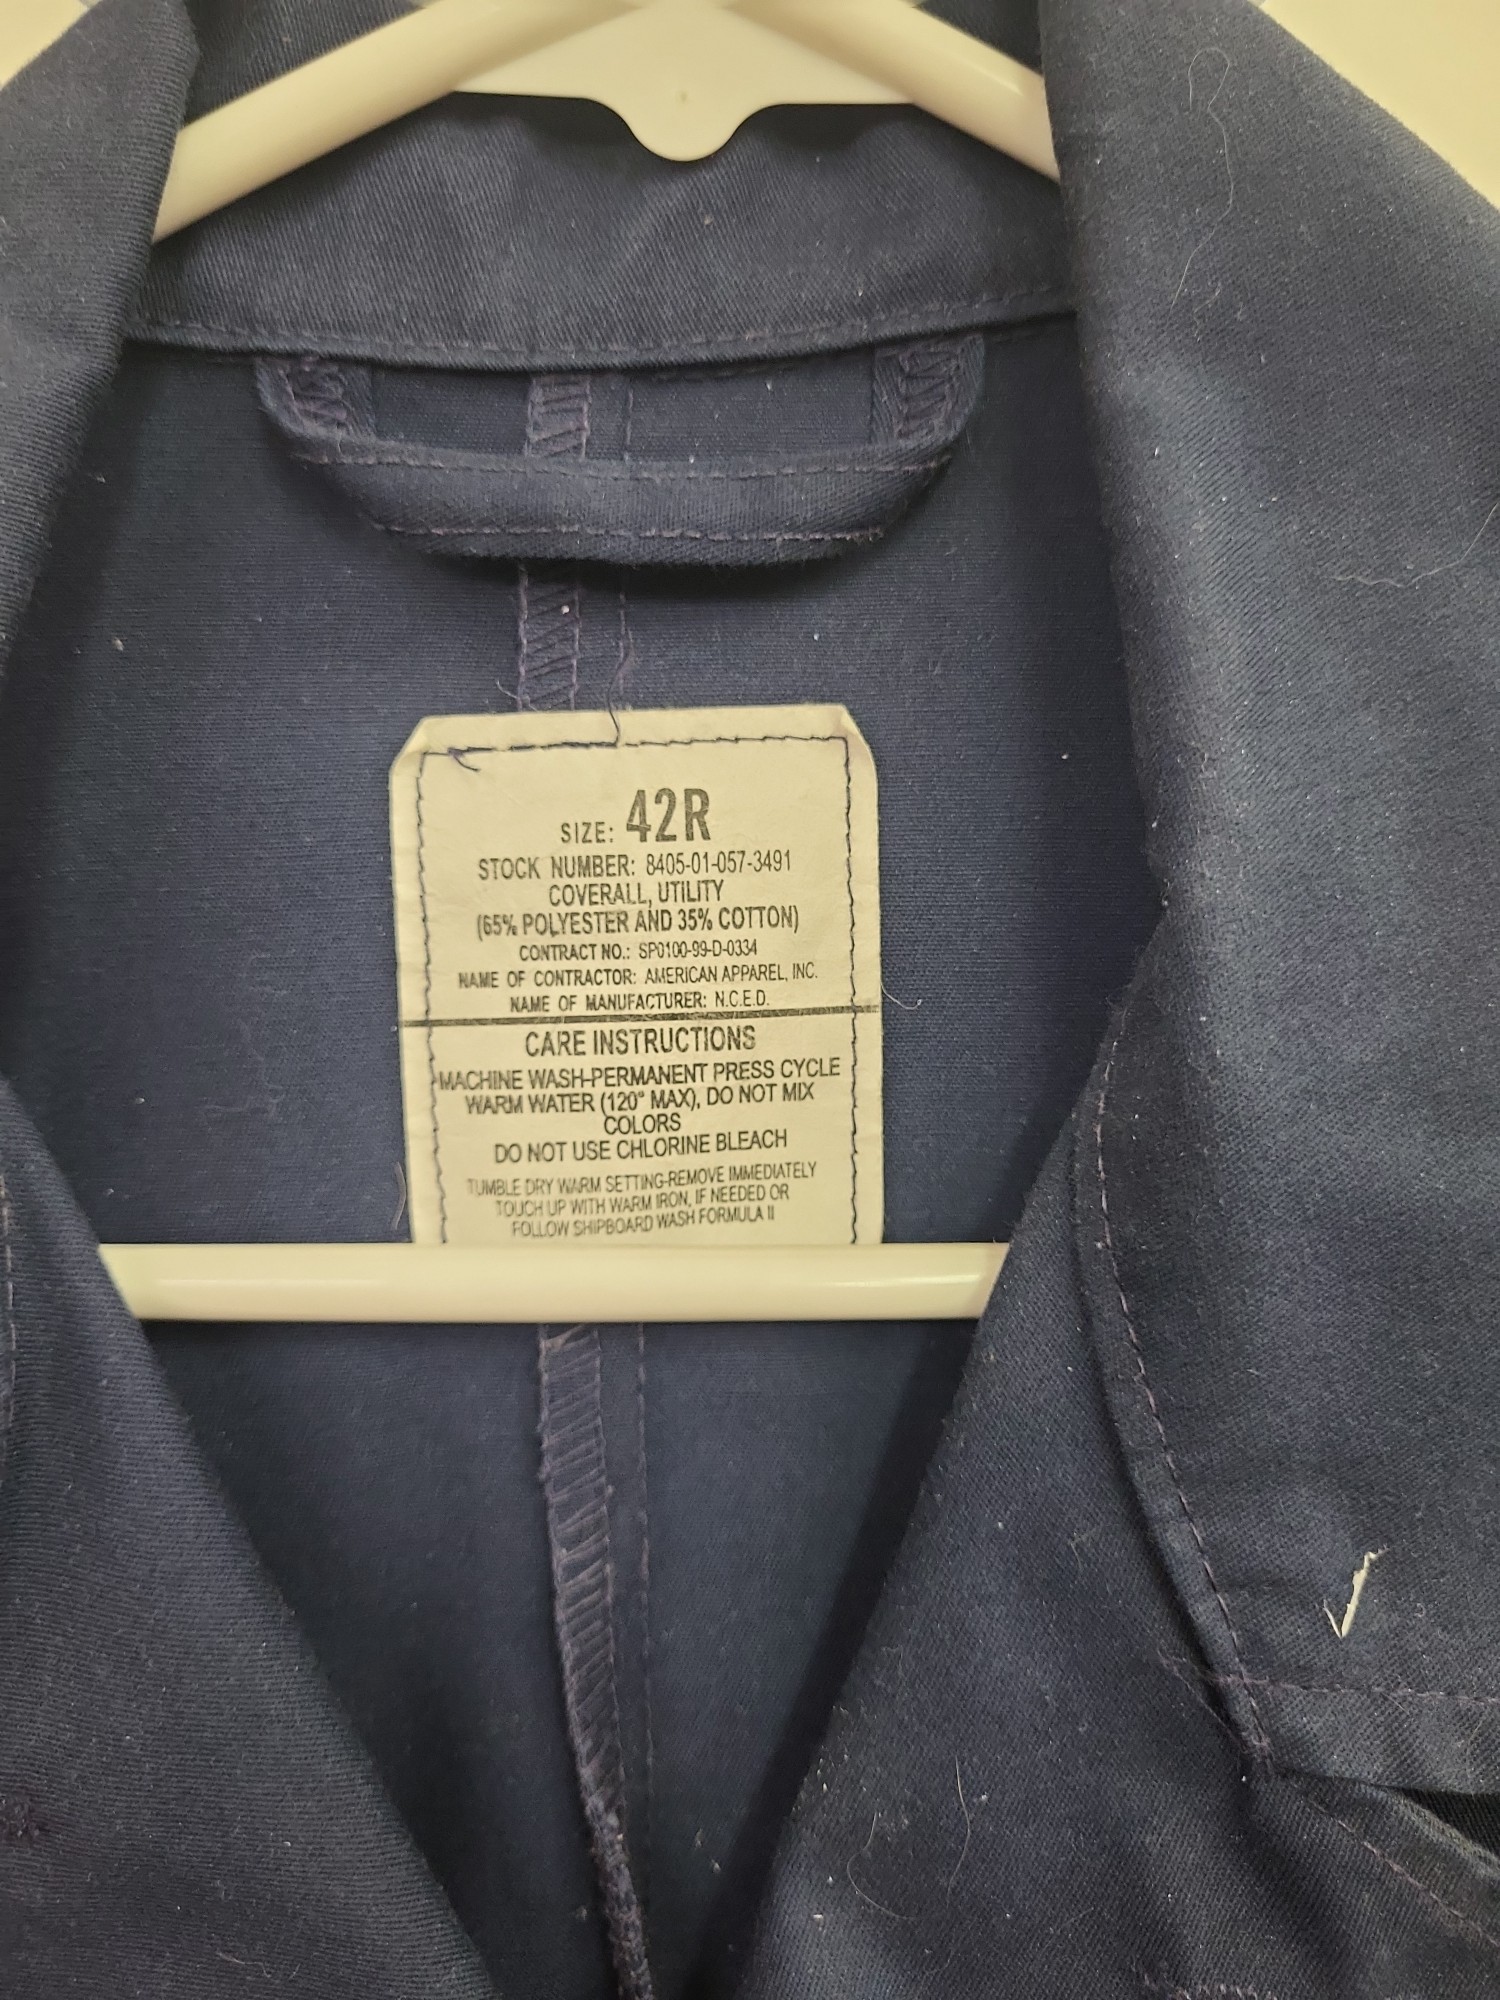 SIZE: 42R
STOCK NUMBER: 8405-01-057-3491
COVERALL, UTILITY
(65% POLYESTER AND 35% COTTON)
CONTRACT NO.: SP0100-99-D-0334
NAME OF CONTRACTOR: AMERICAN APPAREL, INC.
NAME OF MANUFACTURER: N.C.E.D.
CARE INSTRUCTIONS
MACHINE WASH-PERMANENT PRESS CYCLE
WARM WATER (120° MAX), DO NOT MIX
COLORS
DO NOT USE CHLORINE BLEACH
TUMBLE DRY WARM SETTING-REMOVE IMMEDIATELY
TOUCH UP WITH WARM IRON, IF NEEDED OR
FOLLOW SHIPBOARD WASH FORMULA II